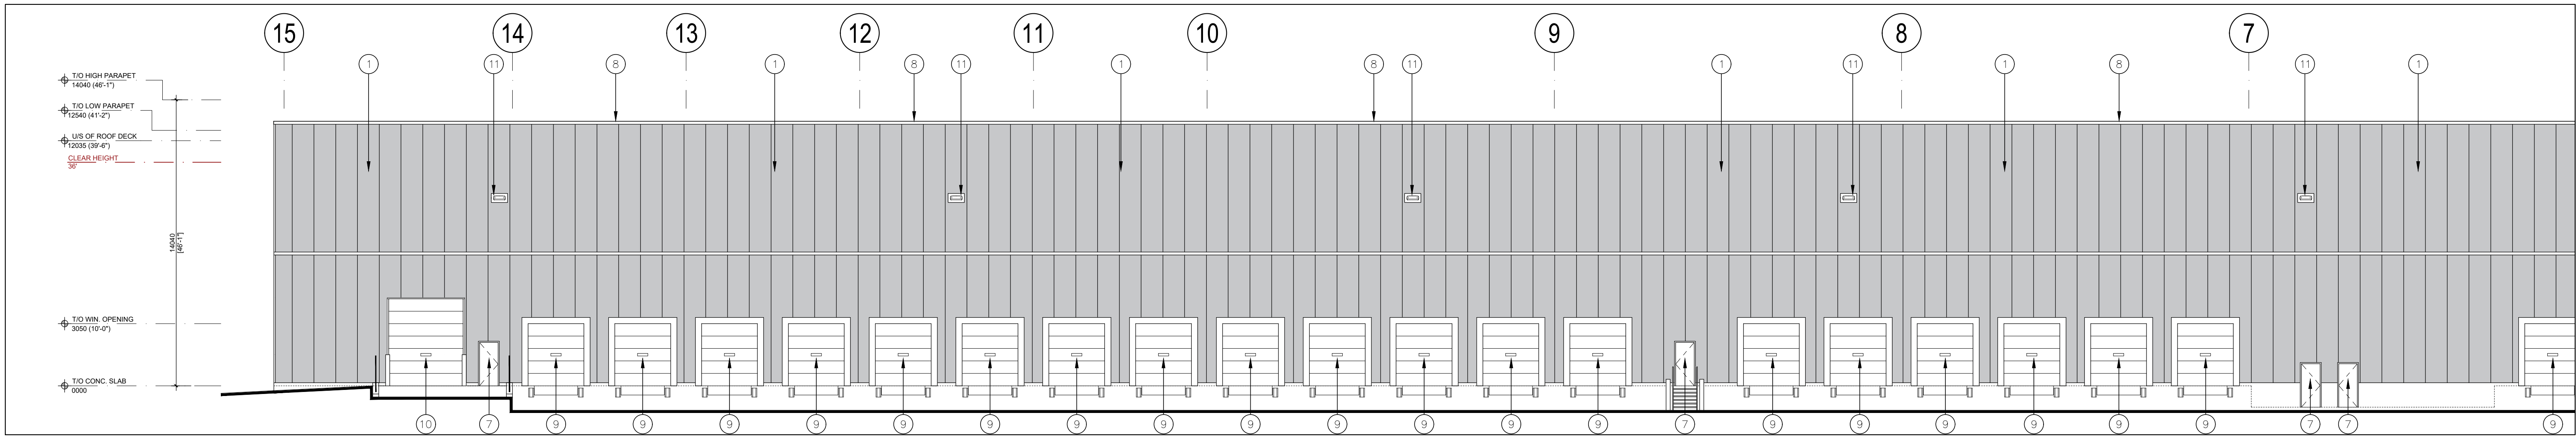 15 14 13 12 11 10 9 8 7
1 11 8 1 8 11 1 8 11 1 11 1 8 11 1
T/O HIGH PARAPET
14040 (46'-1")
T/O LOW PARAPET
12540 (41'-2")
U/S OF ROOF DECK
12035 (39'-6")
CLEAR HEIGHT
36'
14040
[46'-1"]
T/O WIN. OPENING
3050 (10'-0")
T/O CONC. SLAB
0000
10 7 9 9 9 9 9 9 9 9 9 9 9 9 9 7 9 9 9 9 9 9 7 7 9